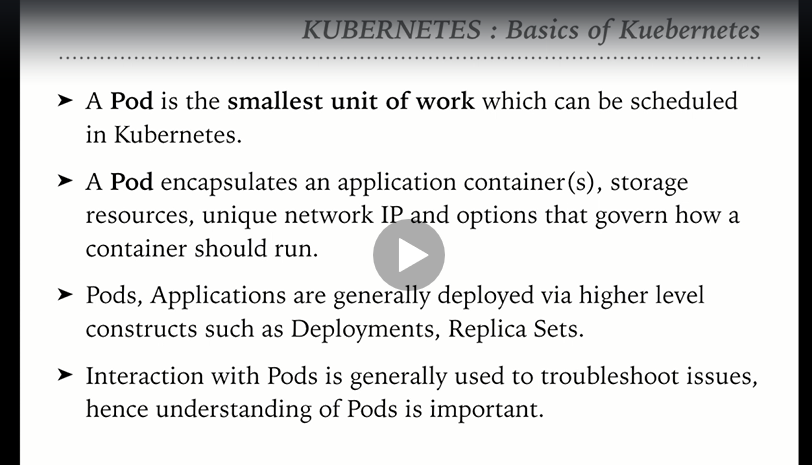 KUBERNETES : Basics of Kuebernetes
➤ A Pod is the smallest unit of work which can be scheduled
in Kubernetes.
➤ A Pod encapsulates an application container(s), storage
resources, unique network IP and options that govern how a
container should run.
➤ Pods, Applications are generally deployed via higher level
constructs such as Deployments, Replica Sets.
➤ Interaction with Pods is generally used to troubleshoot issues,
hence understanding of Pods is important.